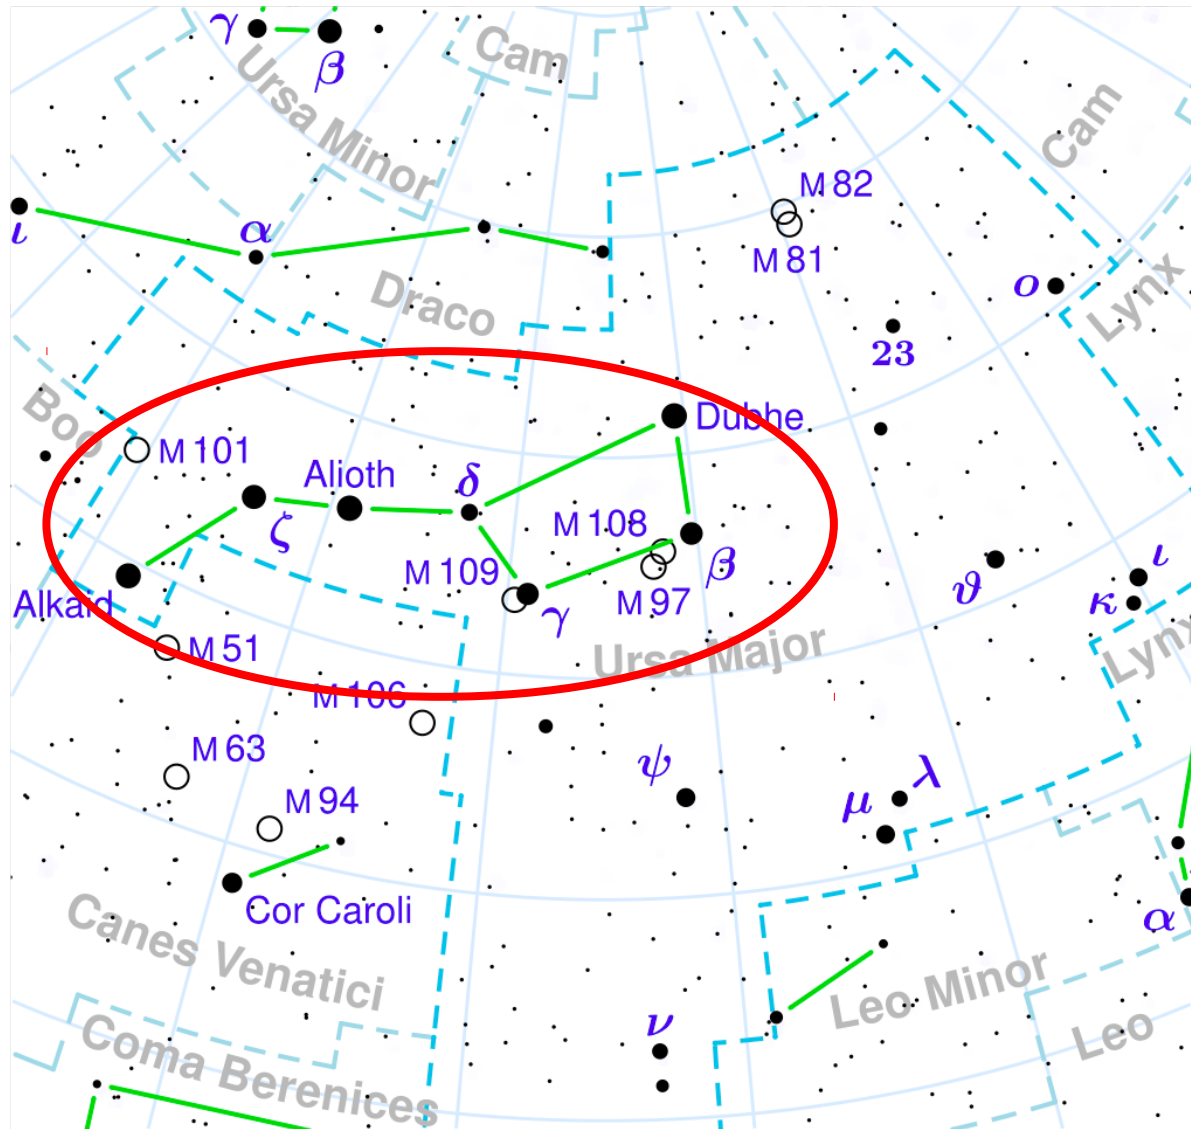 γ
β
Cam
Ursa Minor
Cam
M 82
M 81
ι
α
Draco
ο
Lynx
23
Boo
Dubhe
M 101
Alioth
δ
ζ
M 108
M 109
β
M 97
γ
Alkaid
ϑ
ι
κ
Lynx
M 51
Ursa Major
M 106
M 63
ψ
λ
μ
M 94
Cor Caroli
α
Canes Venatici
Leo Minor
ν
Leo
Coma Berenices